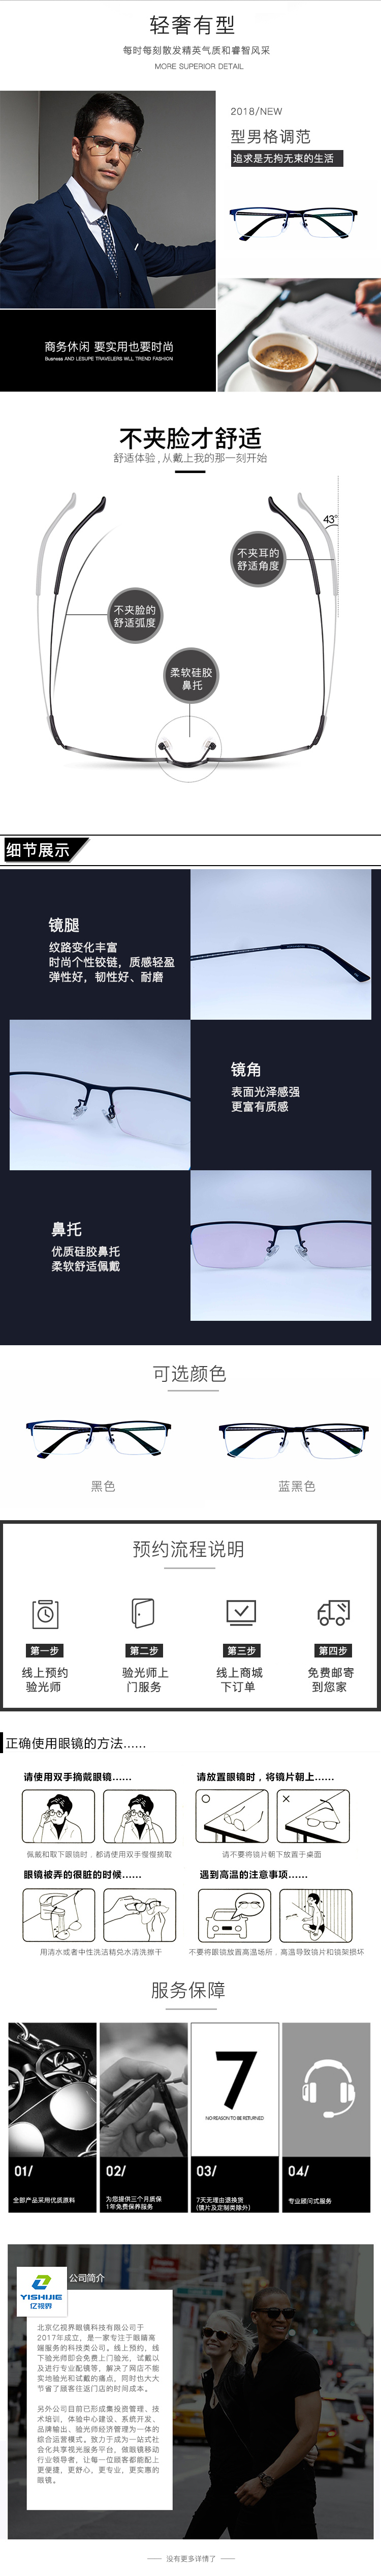 轻奢有型
每时每刻散发精英气质和睿智风采
MORE SUPERIOR DETAIL
2018/NEW
型男格调范
追求是无拘无束的生活
商务休闲 要实用也要时尚
Business AND LEISUPE TRAVELERS WLL TREND FASHION
不夹脸才舒适
舒适体验,从戴上我的那一刻开始
43°
不夹耳的
舒适角度
不夹脸的
舒适弧度
柔软硅胶
鼻托
细节展示
镜腿
纹路变化丰富
时尚个性铰链，质感轻盈
弹性好，韧性好、耐磨
镜角
表面光泽感强
更富有质感
鼻托
优质硅胶鼻托
柔软舒适佩戴
可选颜色
黑色
蓝黑色
预约流程说明
第一步
线上预约
验光师
第二步
验光师上
门服务
第三步
线上商城
下订单
第四步
免费邮寄
到您家
正确使用眼镜的方法......
请使用双手摘戴眼镜......
佩戴和取下眼镜时、都请使用双手慢慢摘取
请放置眼镜时，将镜片朝上......
请不要将镜片朝下放置于桌面
眼镜被弄的很脏的时候......
用清水或者中性洗洁精兑水清洗擦干
遇到高温的注意事项......
不要将眼镜放置高温场所，高温导致镜片和镜架损坏
服务保障
01/
全部产品采用优质原料
02/
为您提供三个月质保
1年免费保养服务
7
NO REASON TO BE RETURNED
03/
7天无理由退换货
(镜片及定制类除外)
04/
专业顾问式服务
YISHIJIE
亿视界
公司简介
北京亿视界眼镜科技有限公司于
2017年成立，是一家专注于眼睛高
端服务的科技类公司。线上预约，线
下验光师即会免费上门验光、试戴以
及进行专业配镜等，解决了网店不能
实地验光和试戴的痛点，同时也大大
节省了顾客往返门店的时间成本。
另外公司目前已形成集投资管理、技
术培训，体验中心建设、系统开发、
品牌输出、验光师经济管理为一体的
综合运营模式。致力于成为一站式社
会化共享视光服务平台，做眼镜移动
行业领导者，让每一位顾客都能配上
更便捷，更舒心，更专业，更实惠的
眼镜。
没有更多详情了